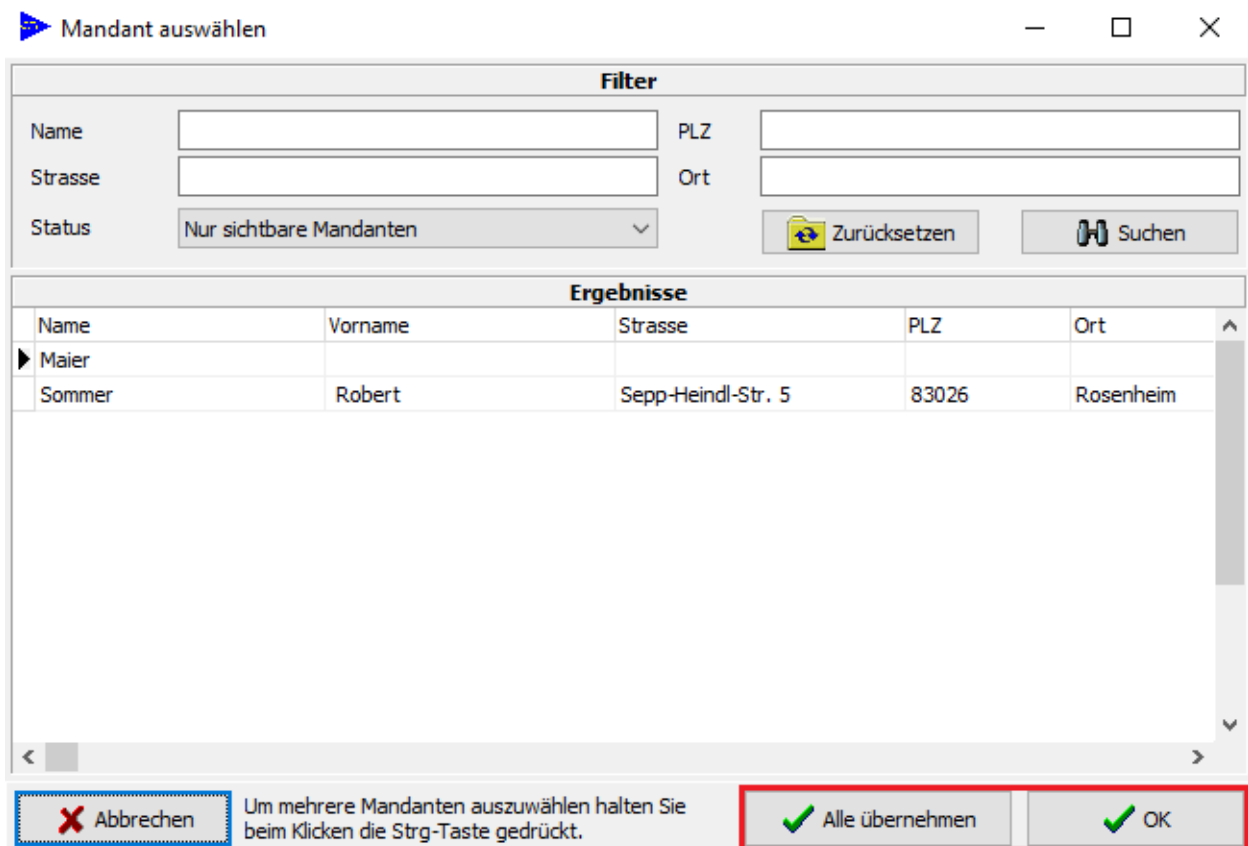 Mandant auswählen
Filter
Name PLZ
Strasse Ort
Status Nur sichtbare Mandanten Zurücksetzen Suchen
Ergebnisse
Name Vorname Strasse PLZ Ort
Maier
Sommer Robert Sepp-Heindl-Str. 5 83026 Rosenheim
Abbrechen Um mehrere Mandanten auszuwählen halten Sie
beim Klicken die Strg-Taste gedrückt. Alle übernehmen OK